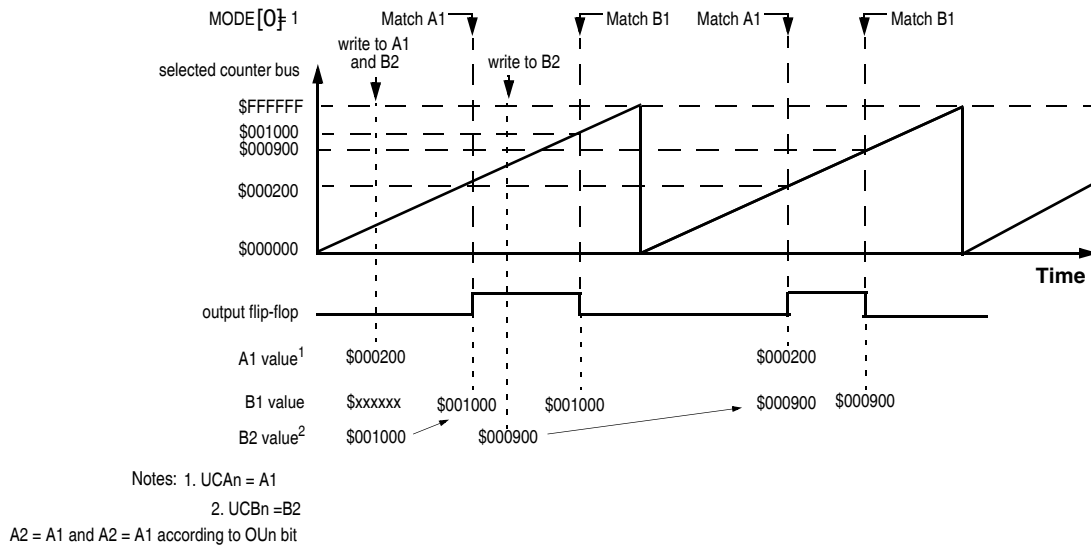 MODE[0]= 1
Match A1
Match B1
Match A1
Match B1
write to A1
and B2
write to B2
selected counter bus
$FFFFFF
$001000
$000900
$000200
$000000
Time
output flip-flop
A1 value1
$000200
$000200
B1 value
$xxxxxx
$001000
$001000
$000900
$000900
B2 value2
$001000
$000900
Notes: 1. UCAn = A1
2. UCBn =B2
A2 = A1 and A2 = A1 according to OUn bit